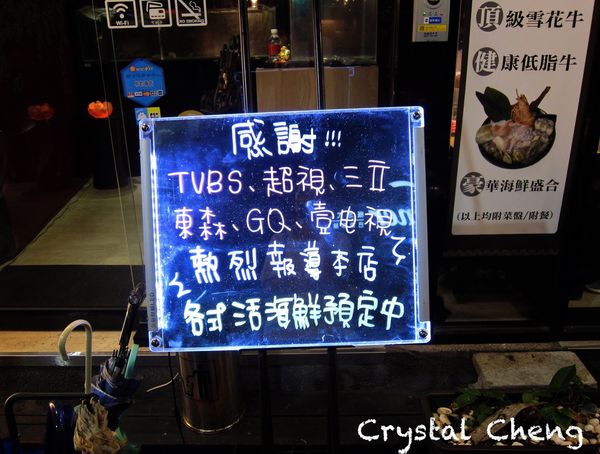 Wi-Fi
感謝!!!
TVBS、超視、三立
東森、GQ、壹电視
熱烈報導本店
各式活海鮮預定中
頂級雪花牛
健康低脂牛
豪華海鮮盛合
(以上均附菜盤/附餐)
Crystal Cheng